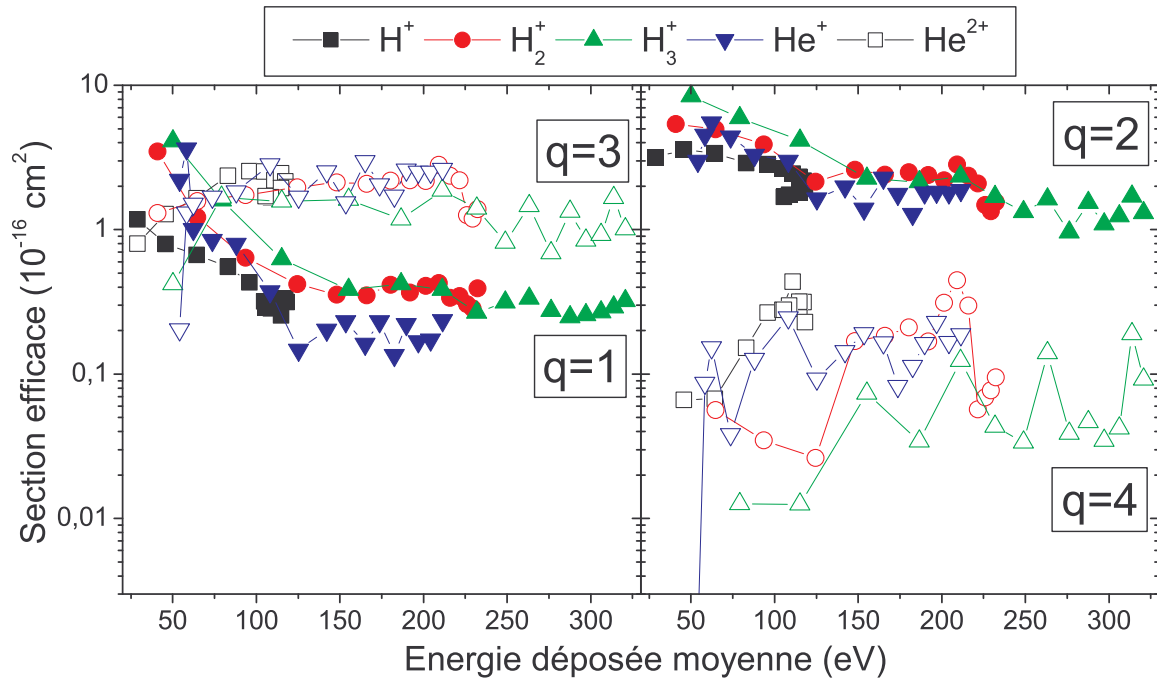 H⁺ H₂⁺ H₃⁺ He⁺ He²⁺
10
1
0,1
0,01
Section efficace (10⁻¹⁶ cm²)
q=3
q=1
q=2
q=4
50 100 150 200 250 300
50 100 150 200 250 300
Energie déposée moyenne (eV)